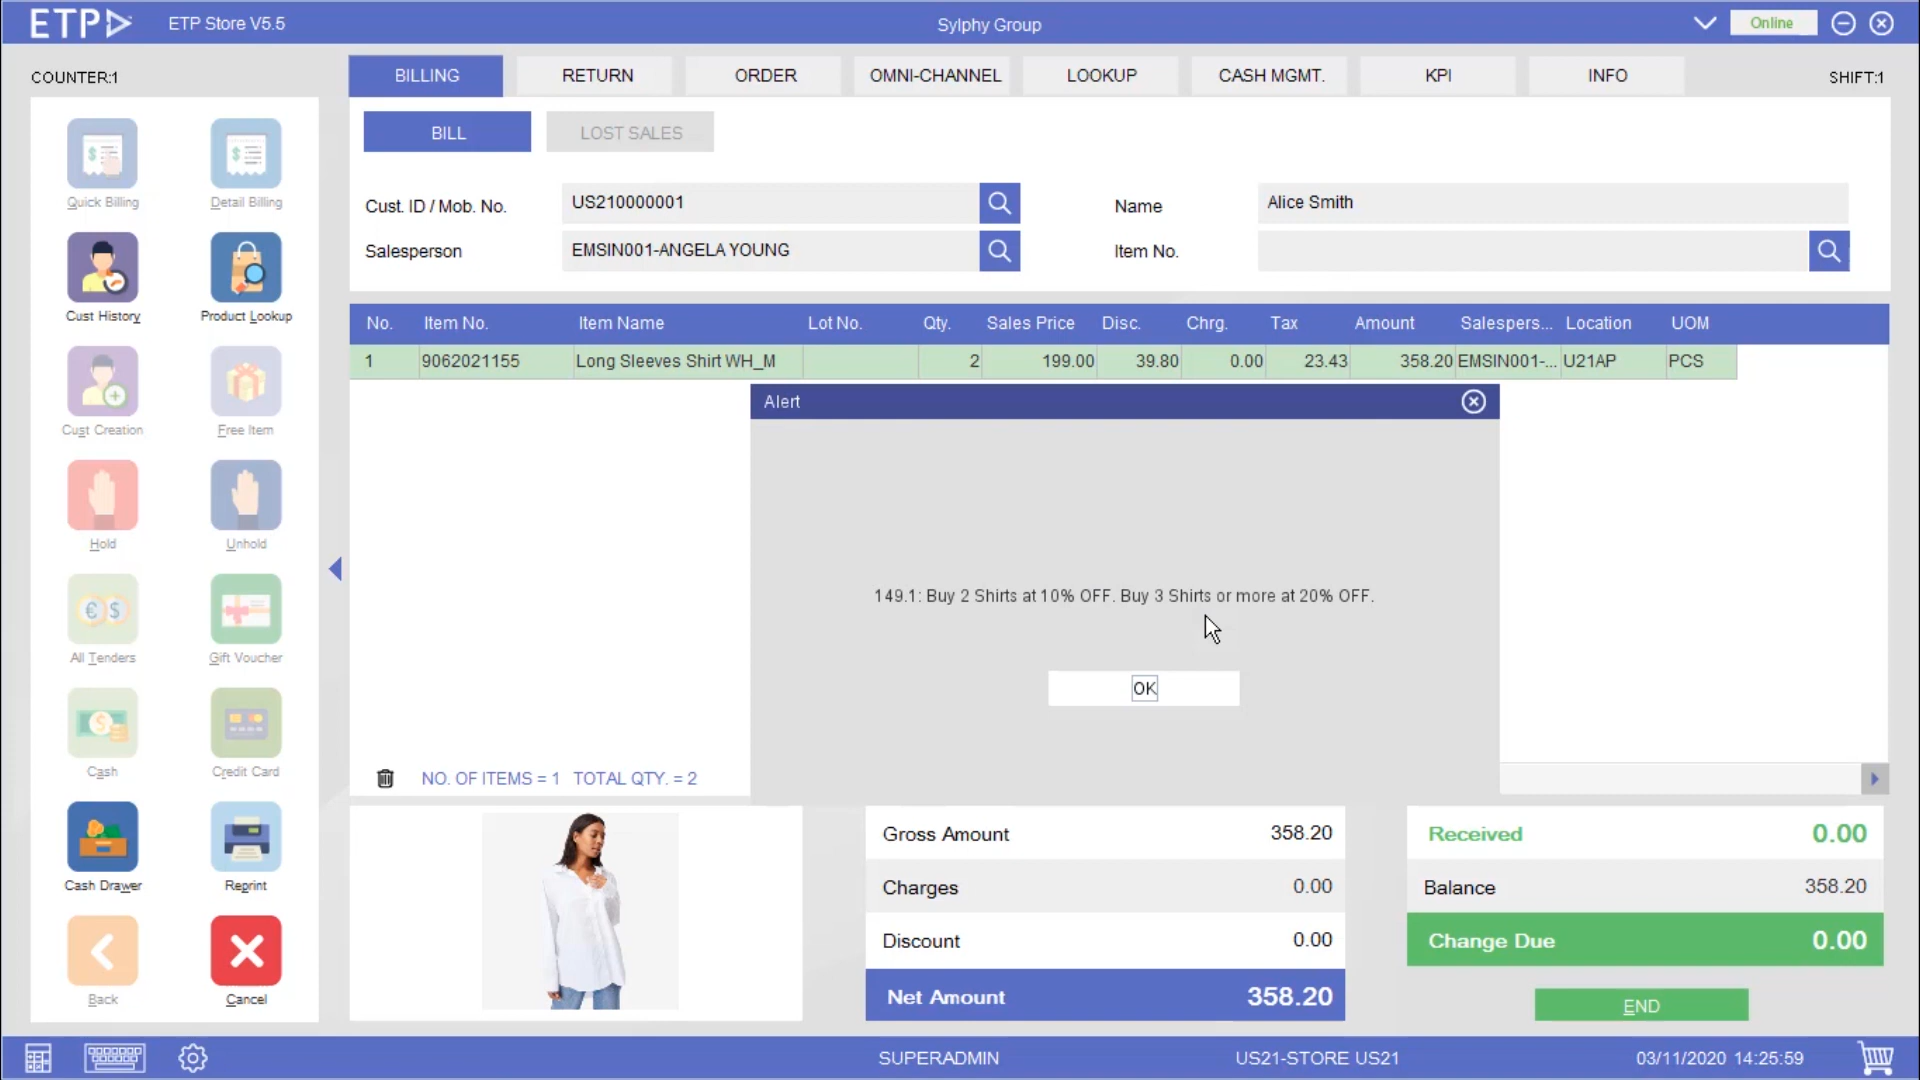 ETP ETP Store V5.5 Sylphy Group Online
COUNTER:1 BILLING RETURN ORDER OMNI-CHANNEL LOOKUP CASH MGMT. KPI INFO SHIFT:1
BILL LOST SALES
Quick Billing Detail Billing
Cust. ID / Mob. No. US210000001 Name Alice Smith
Salesperson EMSIN001-ANGELA YOUNG Item No.
Cust History Product Lookup
No. Item No. Item Name Lot No. Qty. Sales Price Disc. Chrg. Tax Amount Salespers... Location UOM
1 9062021155 Long Sleeves Shirt WH_M 2 199.00 39.80 0.00 23.43 358.20 EMSIN001-... U21AP PCS
Alert
Cust Creation Free Item
Hold Unhold
149.1: Buy 2 Shirts at 10% OFF. Buy 3 Shirts or more at 20% OFF.
All Tenders Gift Voucher
OK
Cash Credit Card
NO. OF ITEMS = 1 TOTAL QTY. = 2
Gross Amount 358.20 Received 0.00
Cash Drawer Reprint
Charges 0.00 Balance 358.20
Discount 0.00 Change Due 0.00
Back Cancel
Net Amount 358.20 END
SUPERADMIN US21-STORE US21 03/11/2020 14:25:59